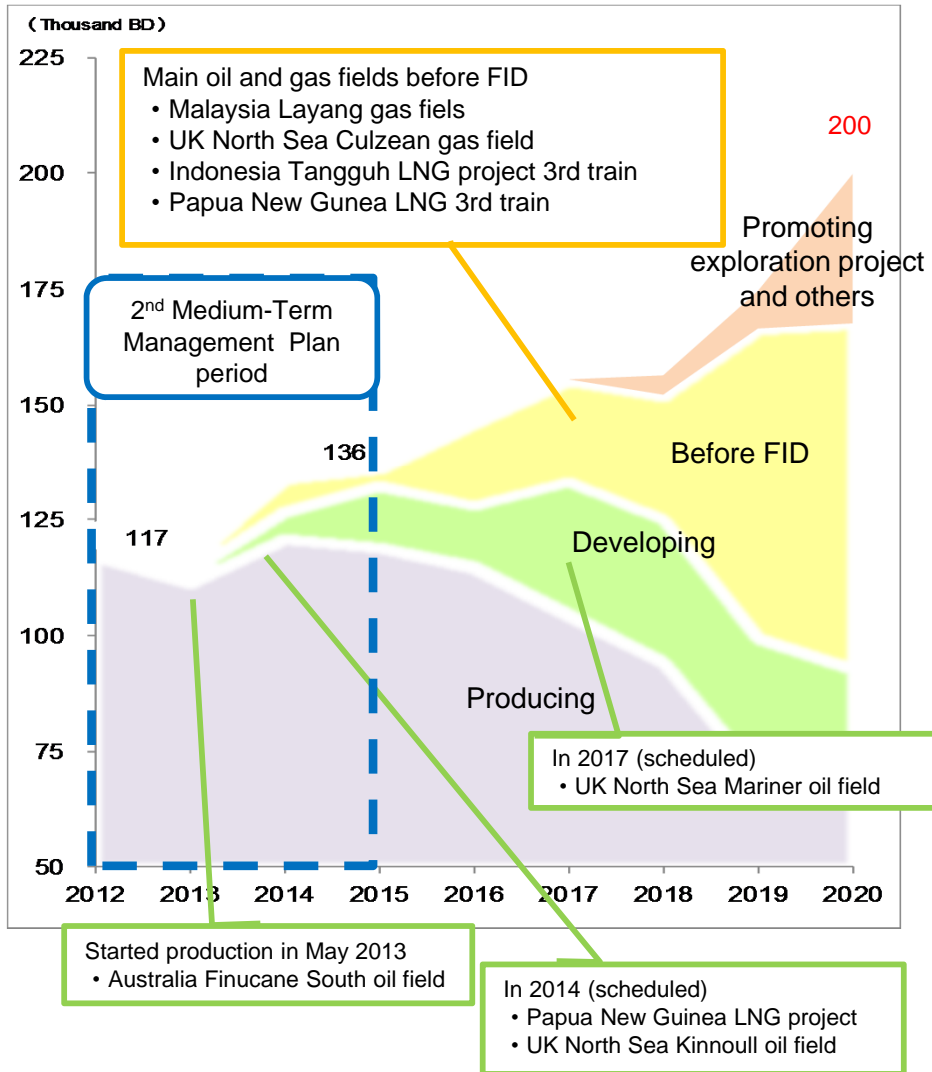 （Thousand BD）
225
200
175
150
125
100
75
50
Main oil and gas fields before FID
• Malaysia Layang gas fiels
• UK North Sea Culzean gas field
• Indonesia Tangguh LNG project 3rd train
• Papua New Gunea LNG 3rd train
200
Promoting
exploration project
and others
2nd Medium-Term
Management Plan
period
136
117
Before FID
Developing
Producing
In 2017 (scheduled)
• UK North Sea Mariner oil field
2012 2013 2014 2015 2016 2017 2018 2019 2020
Started production in May 2013
• Australia Finucane South oil field
In 2014 (scheduled)
• Papua New Guinea LNG project
• UK North Sea Kinnoull oil field